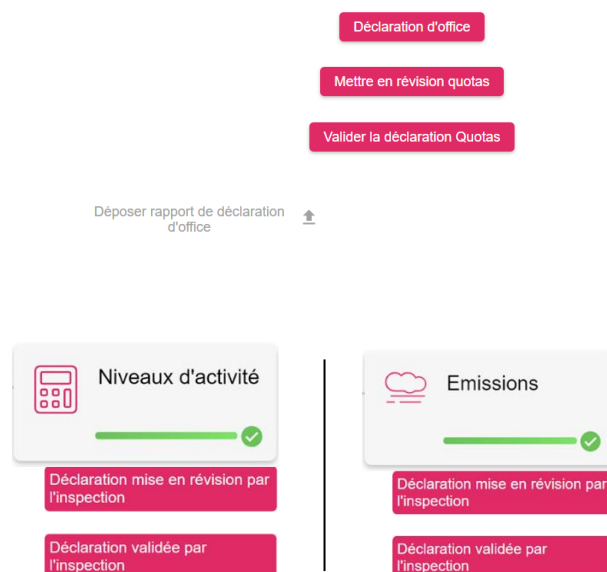 Déclaration d'office
Mettre en révision quotas
Valider la déclaration Quotas
Déposer rapport de déclaration
d'office
Niveaux d'activité
Déclaration mise en révision par
l'inspection
Déclaration validée par
l'inspection
Emissions
Déclaration mise en révision par
l'inspection
Déclaration validée par
l'inspection